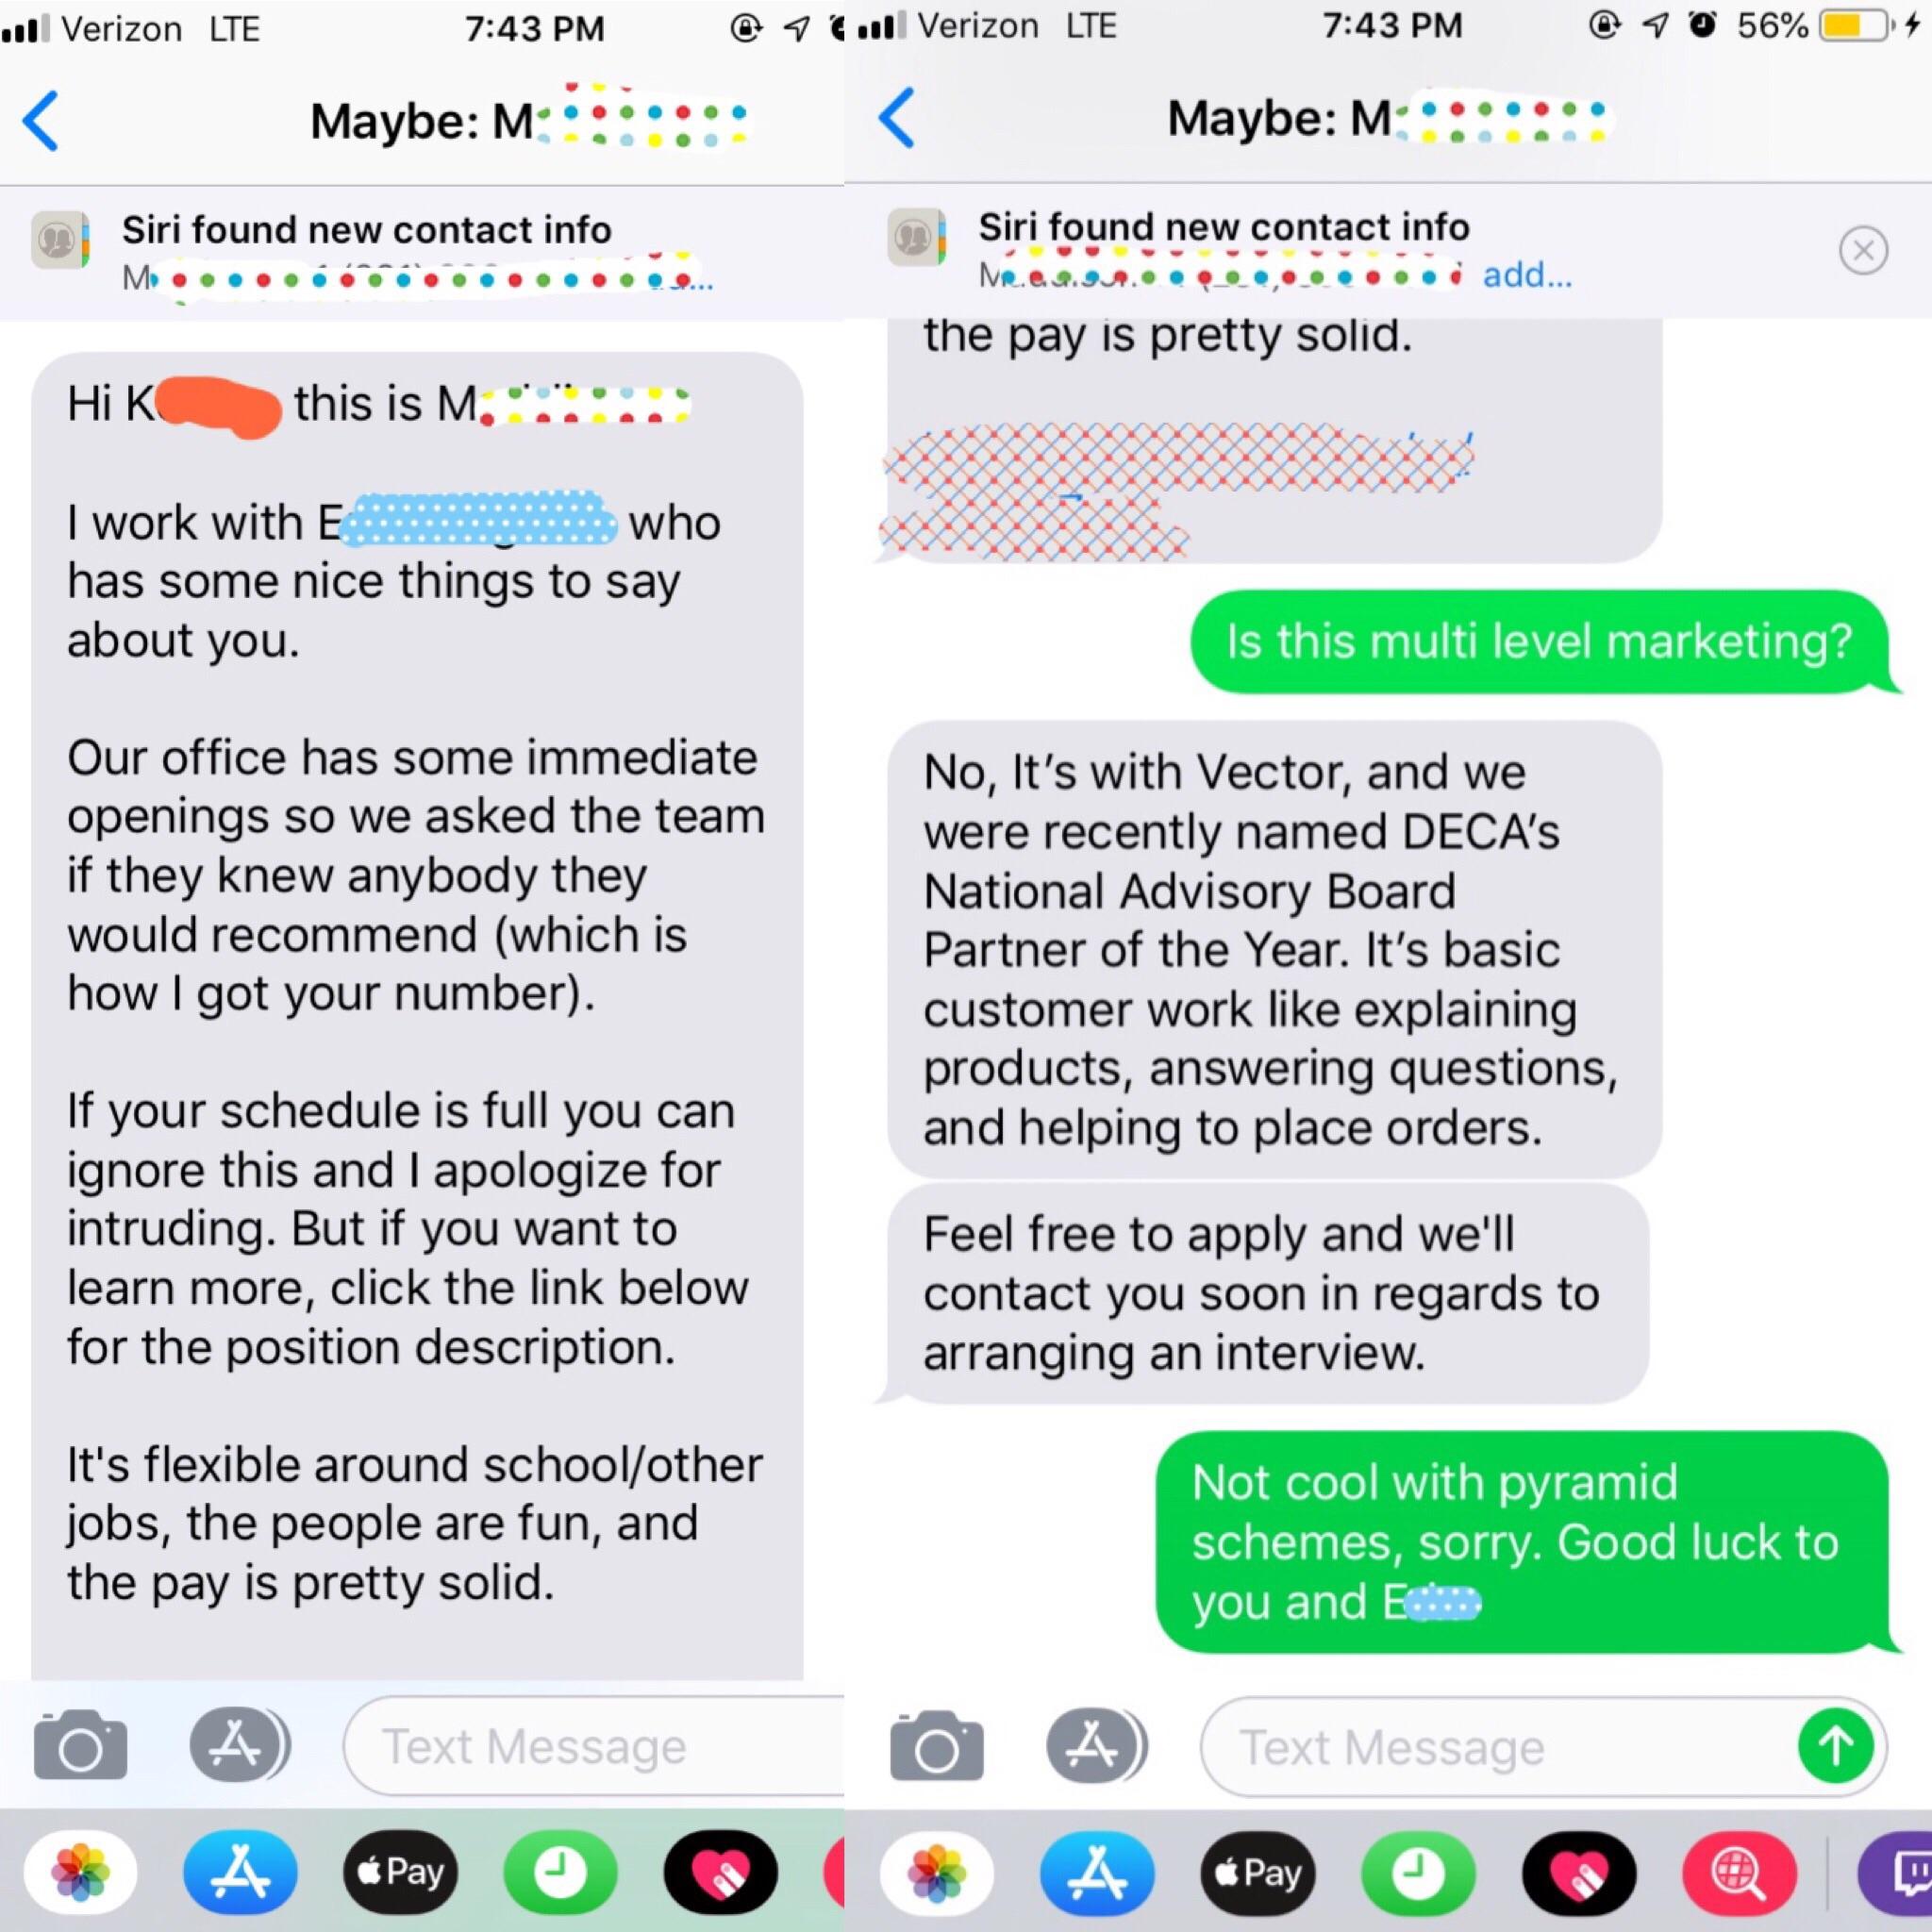 Verizon LTE 7:43 PM
Maybe: M
Siri found new contact info
M
Hi K this is M
I work with E who
has some nice things to say
about you.
Our office has some immediate
openings so we asked the team
if they knew anybody they
would recommend (which is
how I got your number).
If your schedule is full you can
ignore this and I apologize for
intruding. But if you want to
learn more, click the link below
for the position description.
It's flexible around school/other
jobs, the people are fun, and
the pay is pretty solid.
Text Message
Pay
Verizon LTE 7:43 PM 56%
Maybe: M
Siri found new contact info
M add...
the pay is pretty solid.
Is this multi level marketing?
No, It's with Vector, and we
were recently named DECA's
National Advisory Board
Partner of the Year. It's basic
customer work like explaining
products, answering questions,
and helping to place orders.
Feel free to apply and we'll
contact you soon in regards to
arranging an interview.
Not cool with pyramid
schemes, sorry. Good luck to
you and E
Text Message
Pay